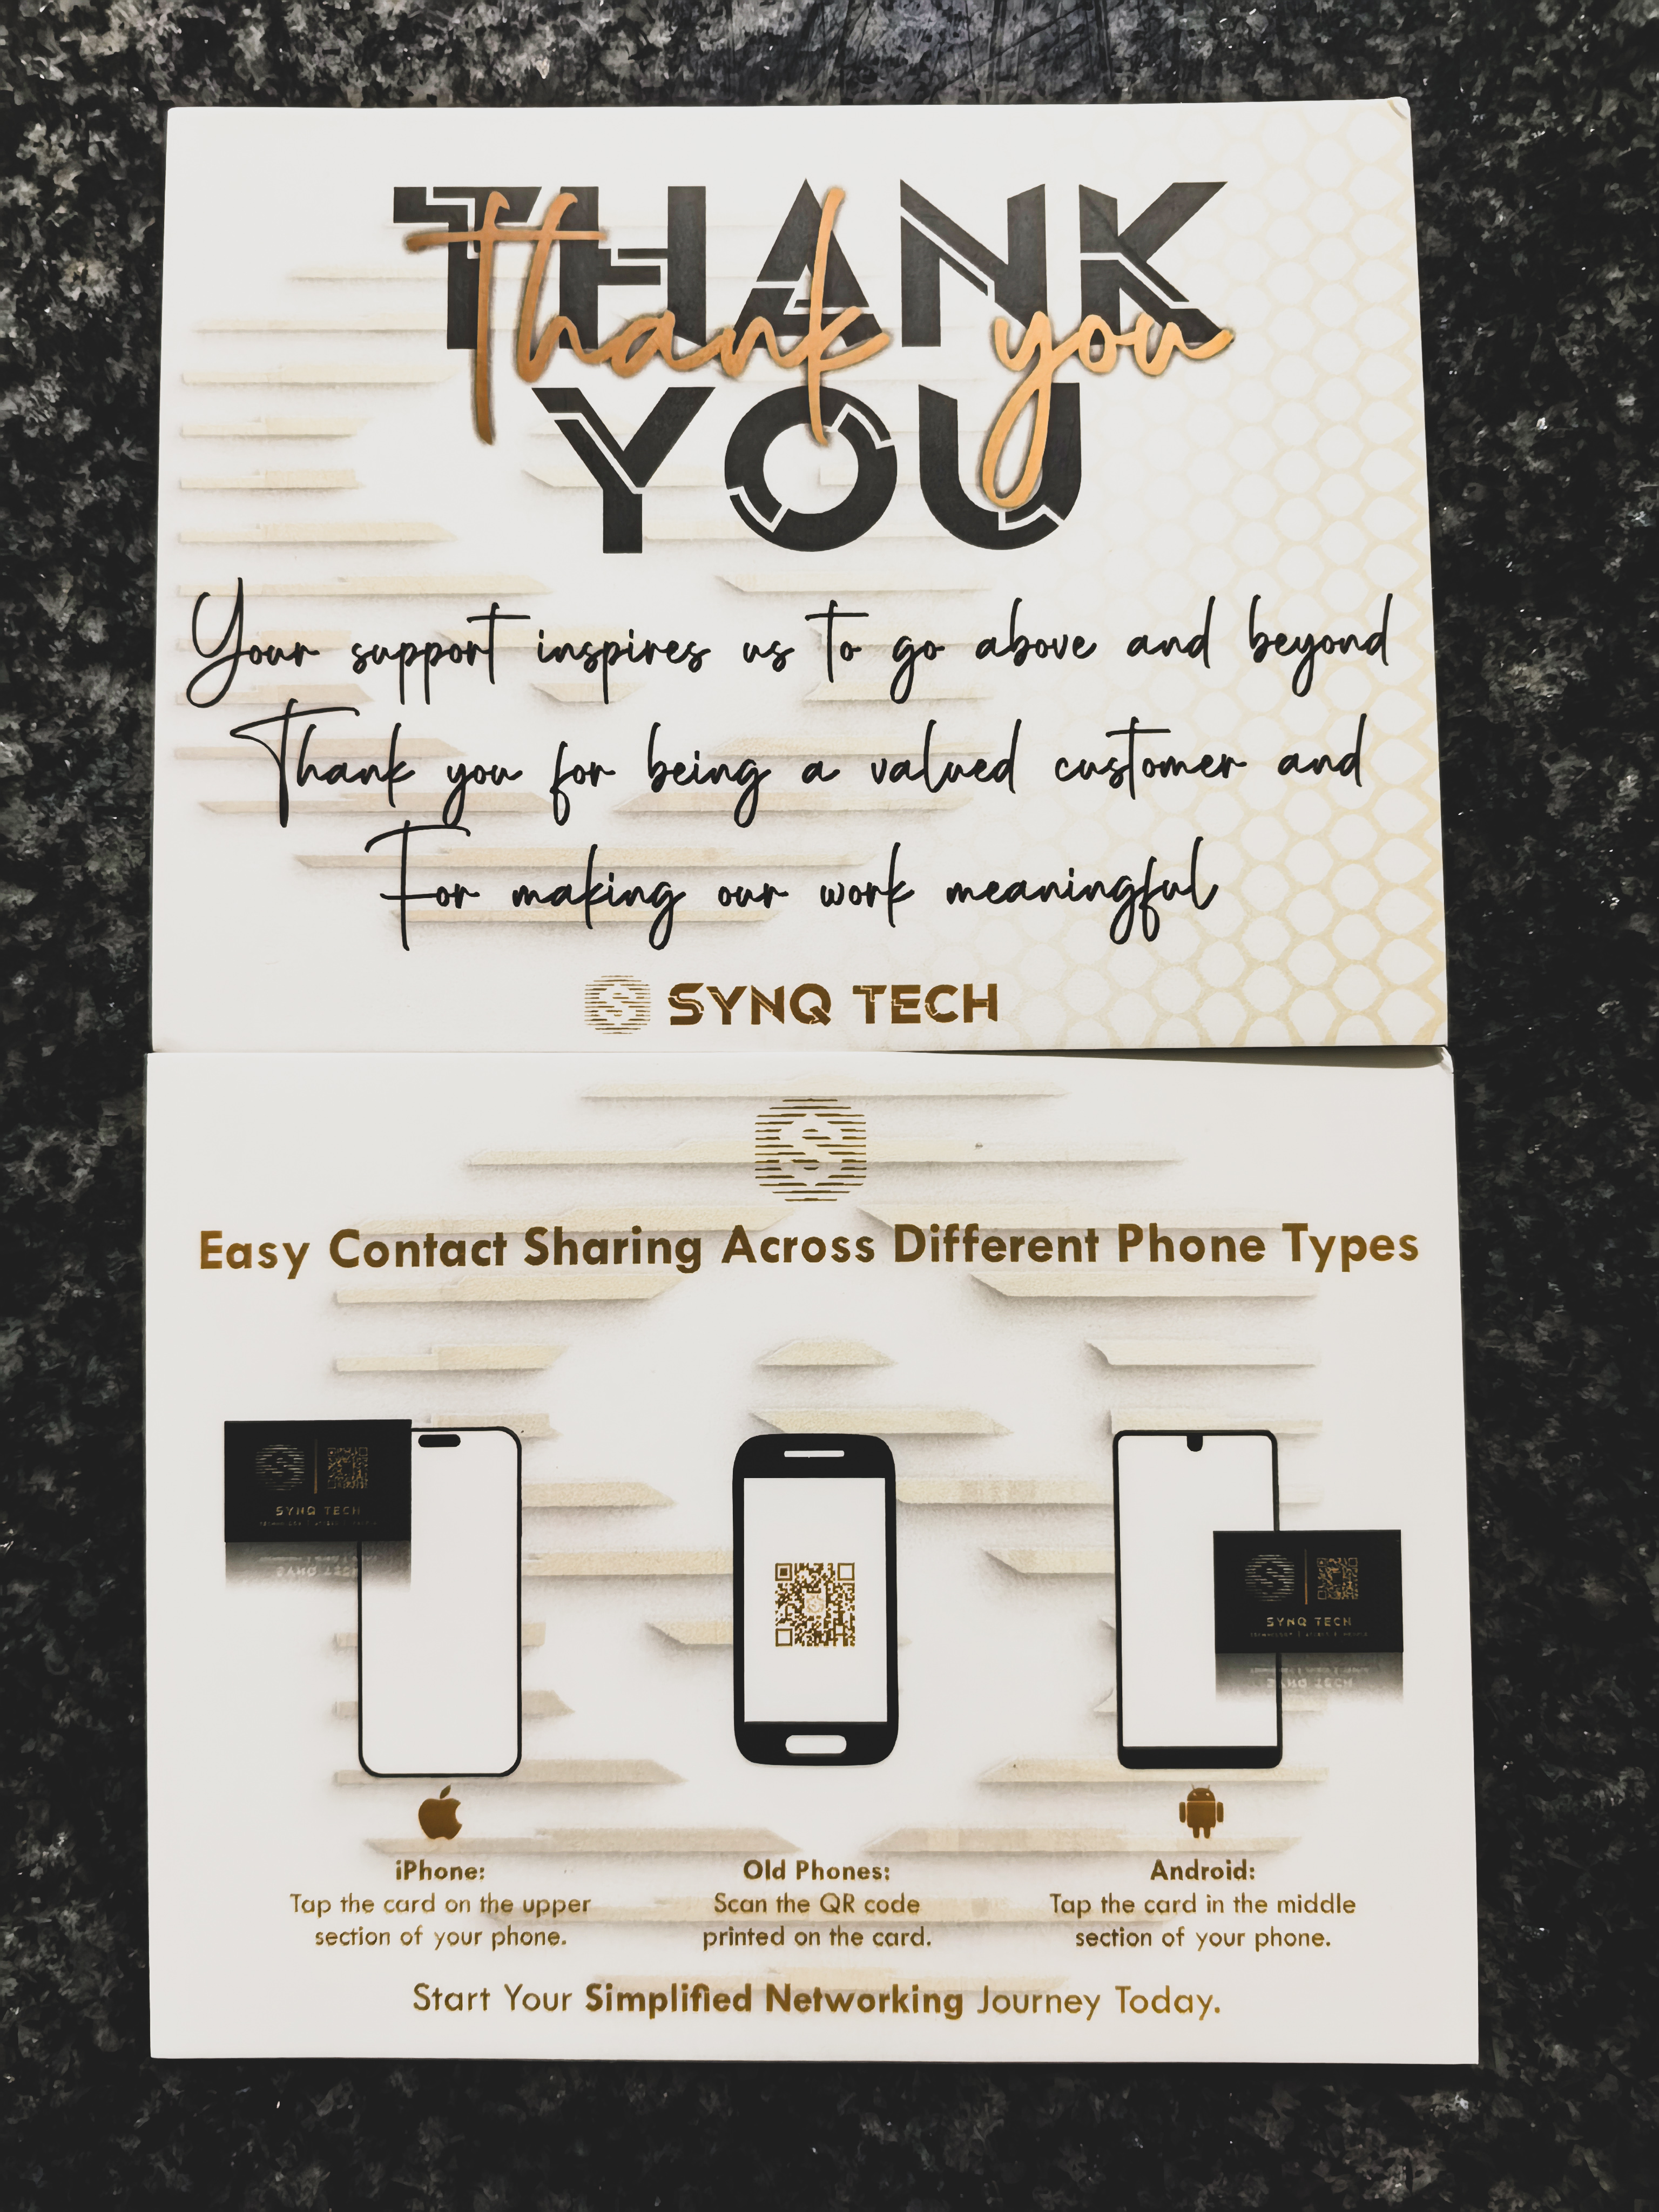 THANK
Thank you
YOU
Your support inspires us to go above and beyond
Thank you for being a valued customer and
For making our work meaningful
SYNQ TECH
Easy Contact Sharing Across Different Phone Types
SYNQ TECH
SYNQ TECH
iPhone:
Tap the card on the upper
section of your phone.
Old Phones:
Scan the QR code
printed on the card.
Android:
Tap the card in the middle
section of your phone.
Start Your Simplified Networking Journey Today.